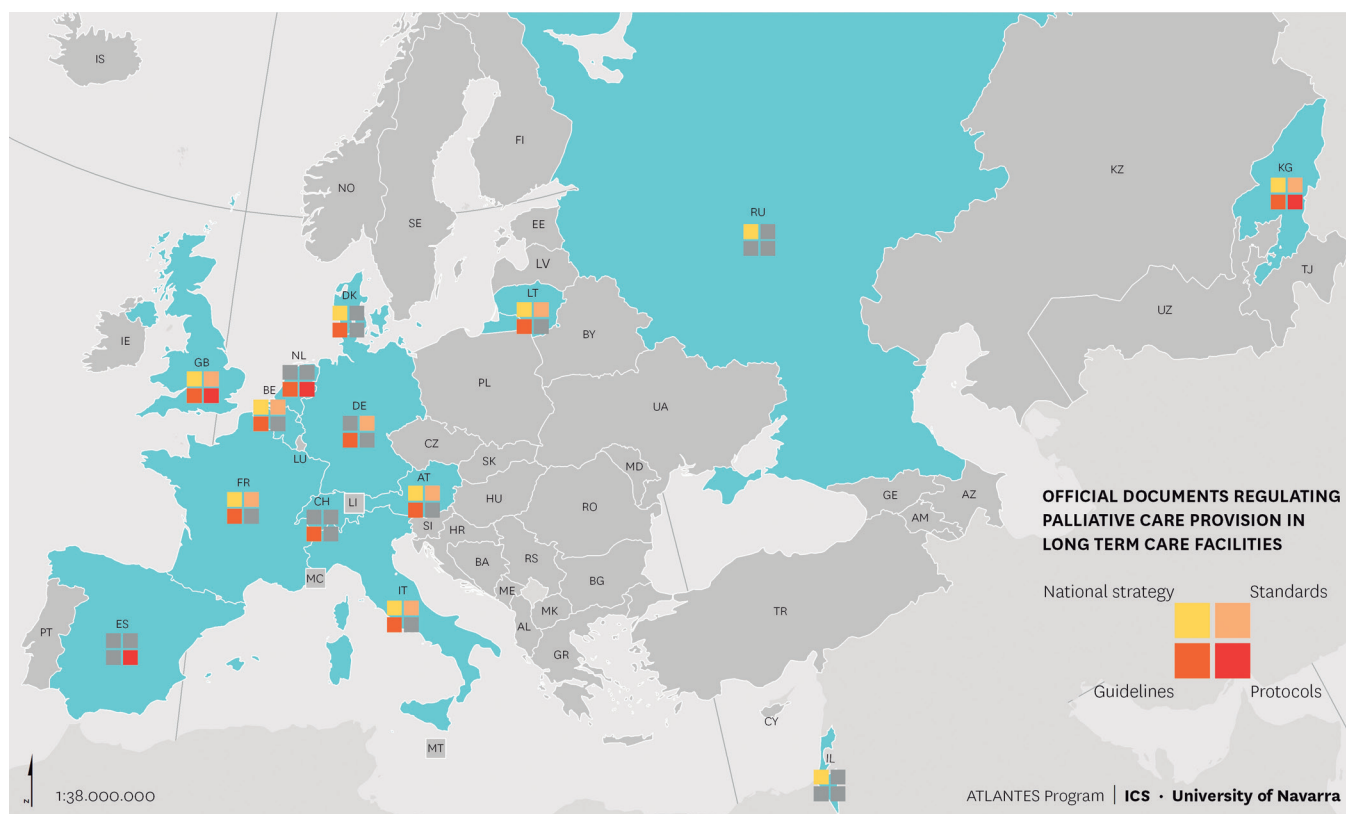 IS
FI
NO
SE
EE
LV
LT
DK
RU
KZ
KG
TJ
UZ
IE
GB
NL
BE
DE
BY
PL
UA
LU
CZ
SK
FR
CH
LI
AT
HU
MD
RO
SI
HR
BA
RS
MC
IT
ME
MK
BG
AL
GR
GE
AZ
AM
TR
PT
ES
MT
CY
IL
OFFICIAL DOCUMENTS REGULATING
PALLIATIVE CARE PROVISION IN
LONG TERM CARE FACILITIES
National strategy Standards
Guidelines Protocols
N
1:38.000.000
ATLANTES Program | ICS · University of Navarra